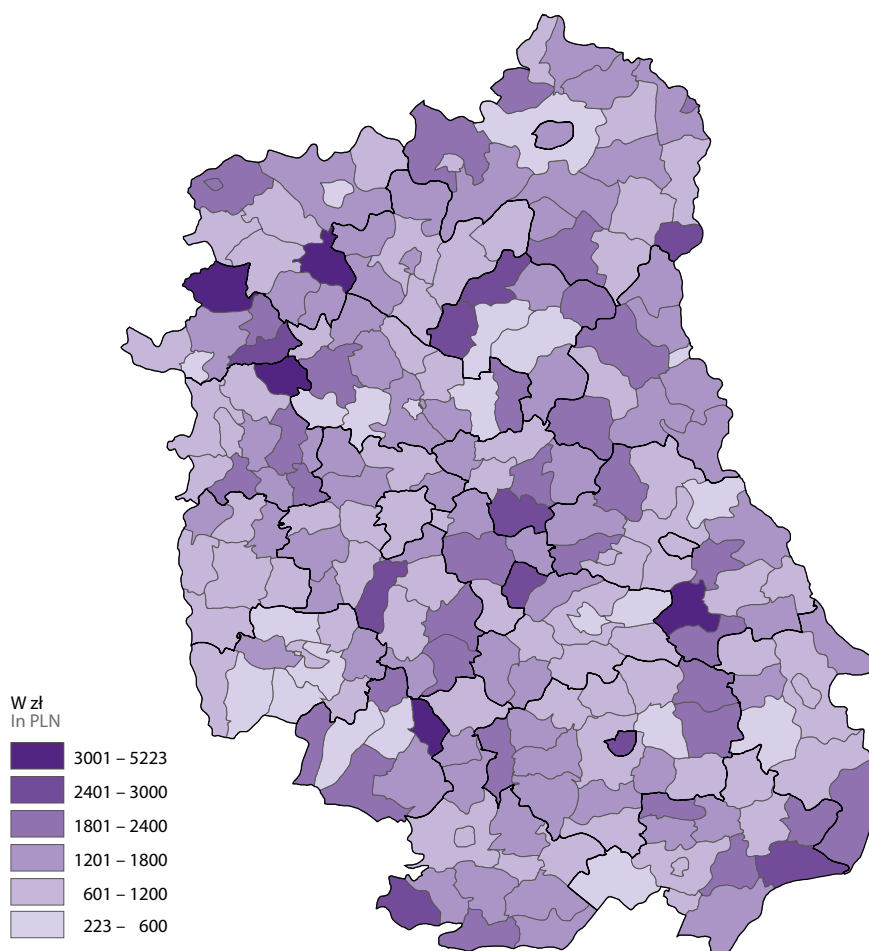 W zł
In PLN
3001 – 5223
2401 – 3000
1801 – 2400
1201 – 1800
601 – 1200
223 – 600